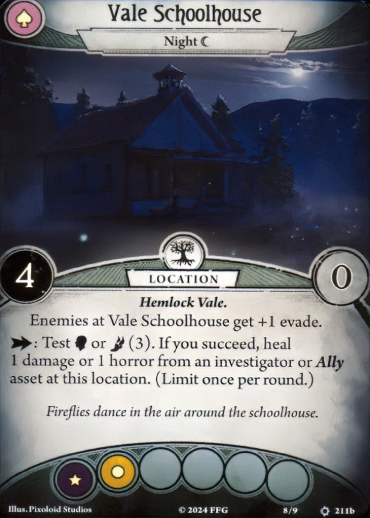 Vale Schoolhouse
Night
4
LOCATION
0
Hemlock Vale.
Enemies at Vale Schoolhouse get +1 evade.
: Test or (3). If you succeed, heal
1 damage or 1 horror from an investigator or Ally
asset at this location. (Limit once per round.)
Fireflies dance in the air around the schoolhouse.
Illus. Pixoloid Studios © 2024 FFG 8/9 211b